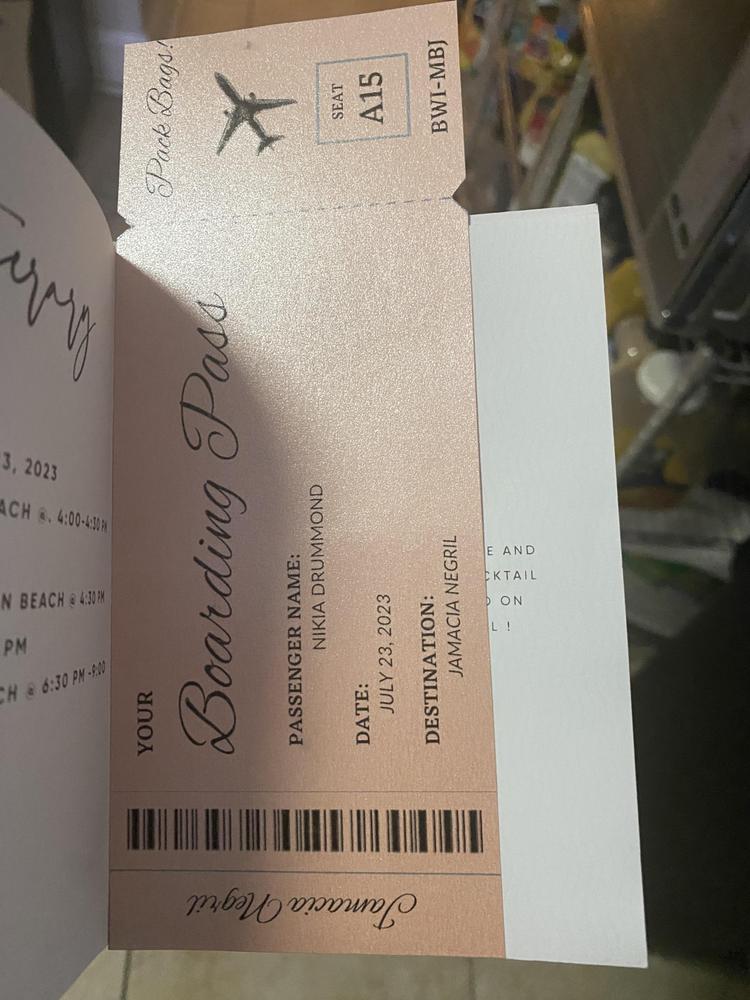 Pack Bags!
SEAT
A15
BWI-MBJ
YOUR
Boarding Pass
PASSENGER NAME:
NIKIA DRUMMOND
DATE:
JULY 23, 2023
DESTINATION:
JAMACIA NEGRIL
Jamacia Negril
erary
3, 2023
ACH @. 4:00-4:30 PM
N BEACH @ 4:30 PM
PM
CH @ 6:30 PM -9:00
E AND
CKTAIL
D ON
L !